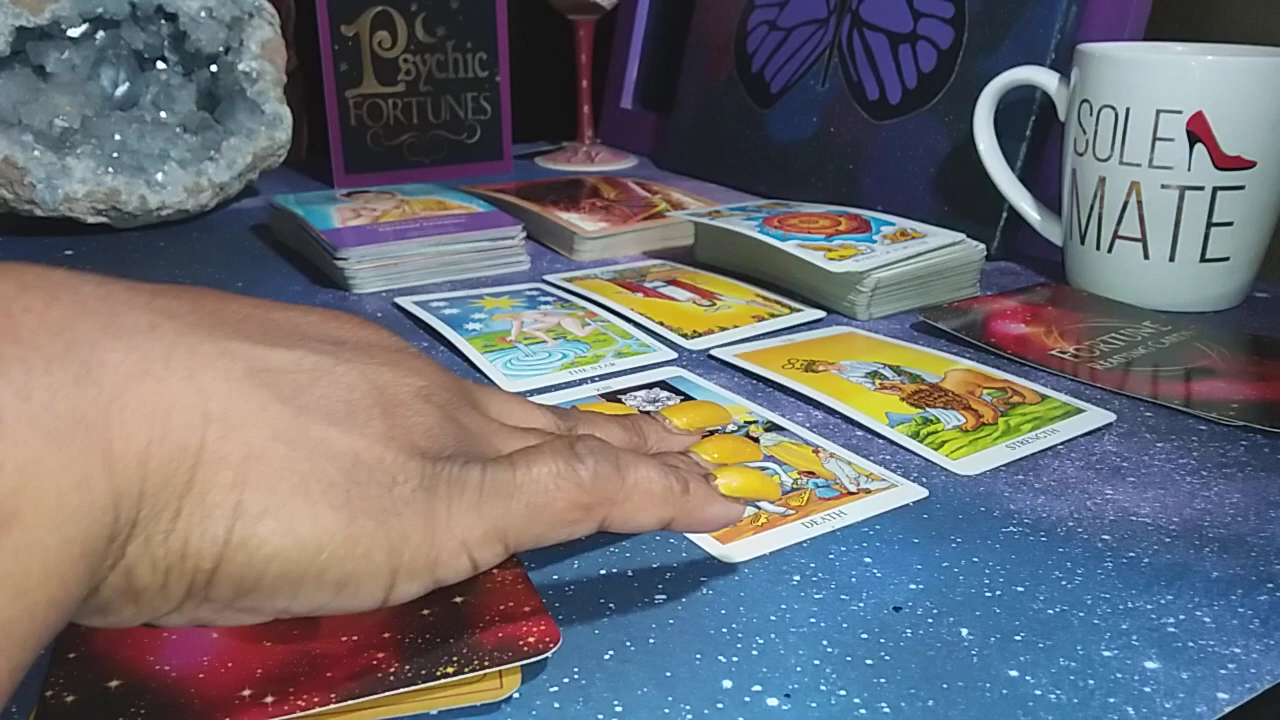 Psychic
FORTUNES
SOLE
MATE
THE STAR
XIII
DEATH
STRENGTH
FORTUNE